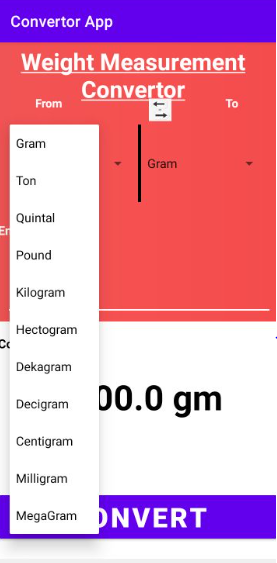 Convertor App
Weight Measurement
Convertor
From
To
Gram
Gram
Ton
Quintal
En
Pound
Kilogram
Hectogram
Co
Dekagram
00.0 gm
Decigram
Centigram
Milligram
ONVERT
MegaGram